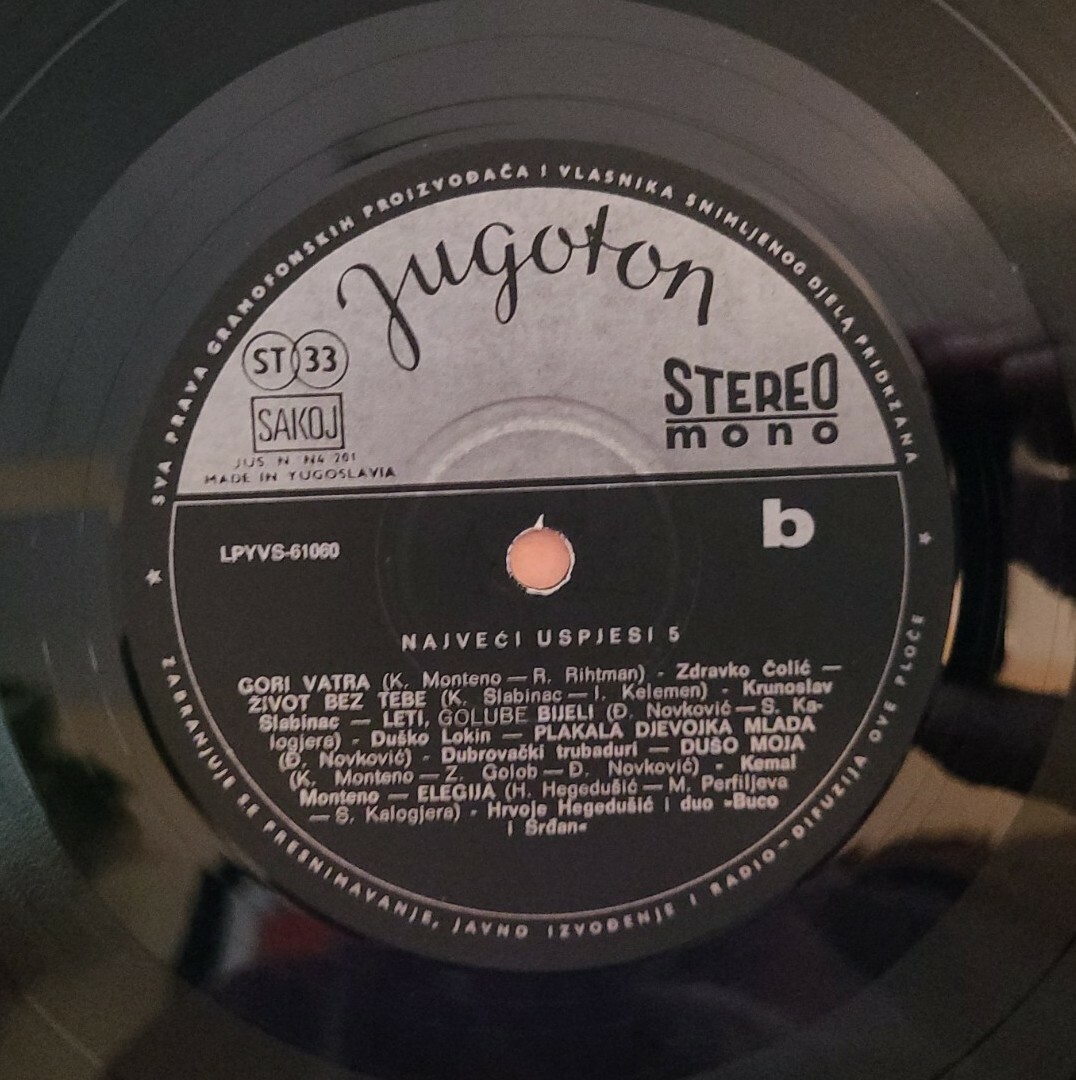 SVA PRAVA GRAMOFONSKIH PROIZVOĐAČA I VLASNIKA SNIMLJENOG DJELA PRIDRZANA
jugoton
ST 33
STEREO
mono
SAKOJ
JUS N N4 201
MADE IN YUGOSLAVIA
b
LPYVS-61060
NAJVEĆI USPJESI 5
GORI VATRA (K. Monteno — R. Rihtman) - Zdravko Čolić —
ŽIVOT BEZ TEBE (K. Slabinac — I. Kelemen) - Krunoslav
Slabinac — LETI, GOLUBE BIJELI (Đ. Novković — S. Ka-
logjera) - Duško Lokin — PLAKALA DJEVOJKA MLADA
(Đ. Novković) - Dubrovački trubaduri — DUŠO MOJA
(K. Monteno — Z. Golob — Đ. Novković) - Kemal
Monteno — ELEGIJA (H. Hegedušić — M. Perfiljeva
— S. Kalogjera) - Hrvoje Hegedušić i duo »Buco
i Srđan«
ZABRANJUJE SE PRESNIMAVANJE, JAVNO IZVOĐENJE I RADIO-DIFUZIJA OVE PLOČE